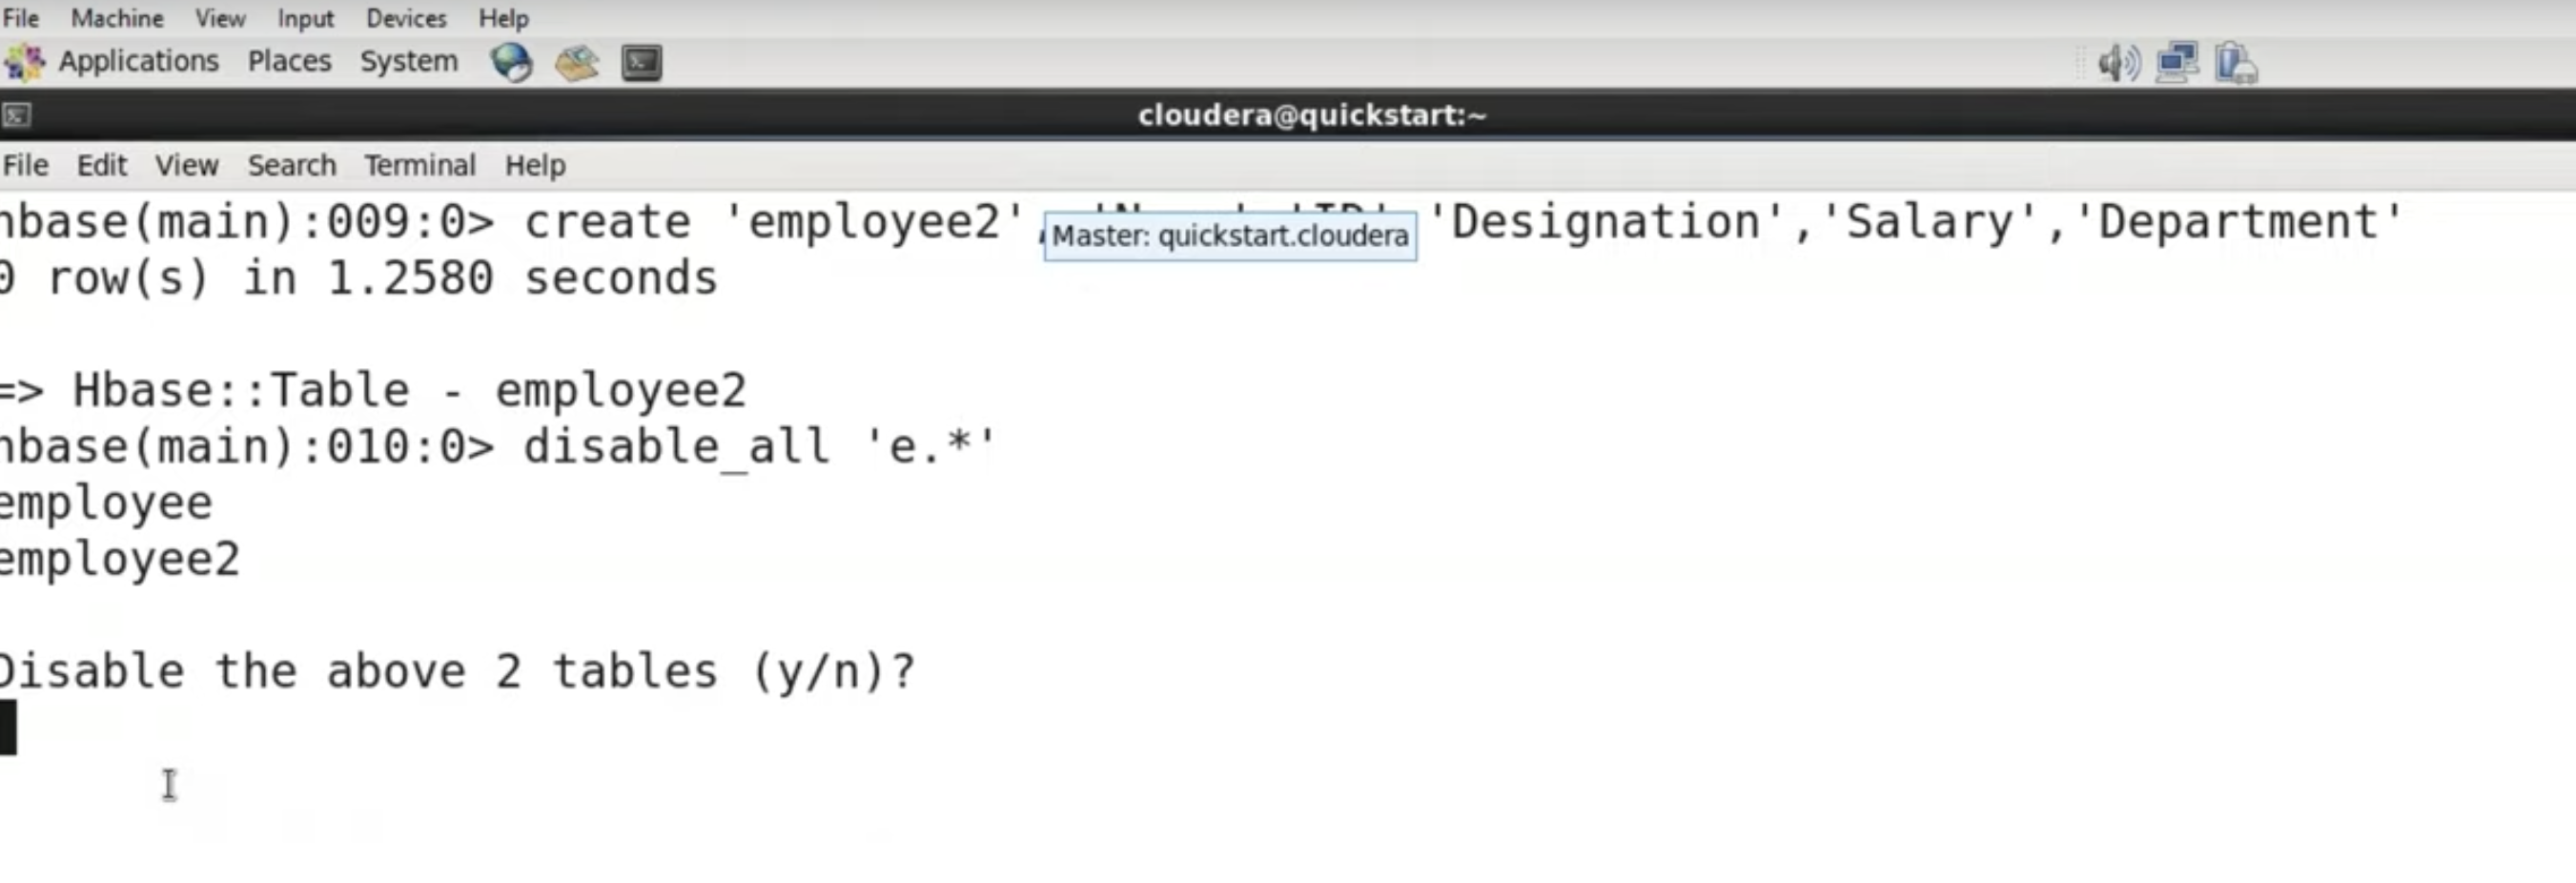 File Machine View Input Devices Help
Applications Places System
cloudera@quickstart:~
File Edit View Search Terminal Help
hbase(main):009:0> create 'employee2', 'ID', 'Designation','Salary','Department'
Master: quickstart.cloudera
0 row(s) in 1.2580 seconds
=> Hbase::Table - employee2
hbase(main):010:0> disable_all 'e.*'
employee
employee2
Disable the above 2 tables (y/n)?